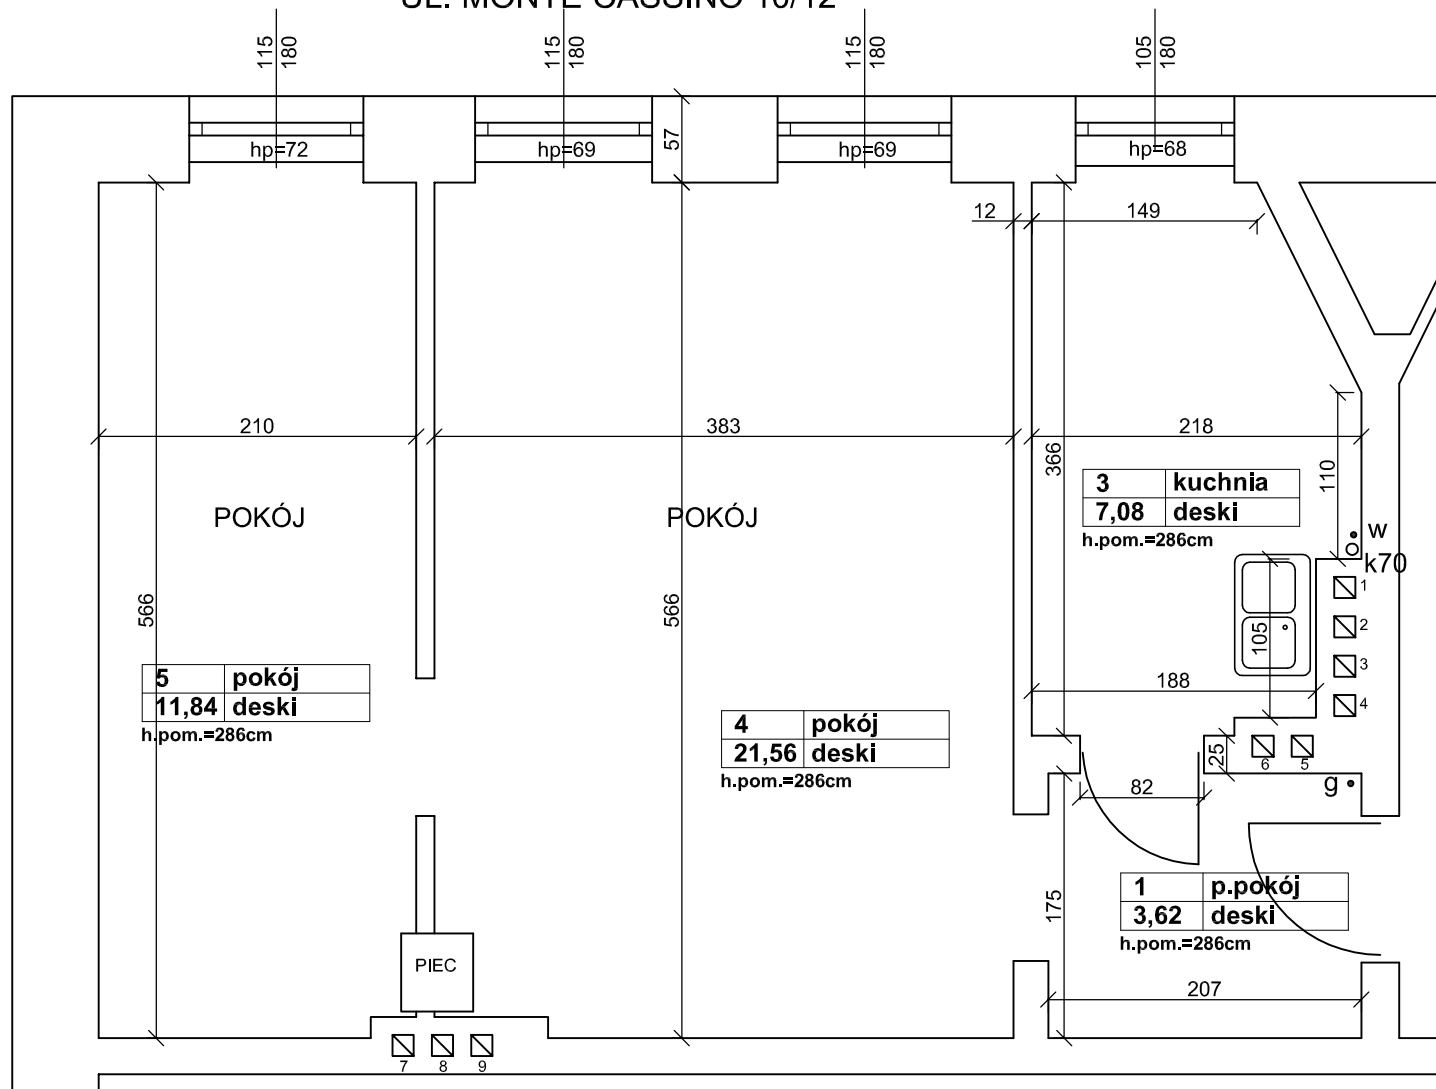 UL. MONTE CASSINO 10/12
115
180
115
180
115
180
105
180
hp=72
hp=69
57
hp=69
hp=68
12
149
210
383
218
366
110
POKÓJ
POKÓJ
3 kuchnia
7,08 deski
h.pom.=286cm
w
k70
1
2
3
4
105
566
566
188
5 pokój
11,84 deski
h.pom.=286cm
4 pokój
21,56 deski
h.pom.=286cm
25
6
5
g
82
175
1 p.pokój
3,62 deski
h.pom.=286cm
PIEC
207
7
8
9